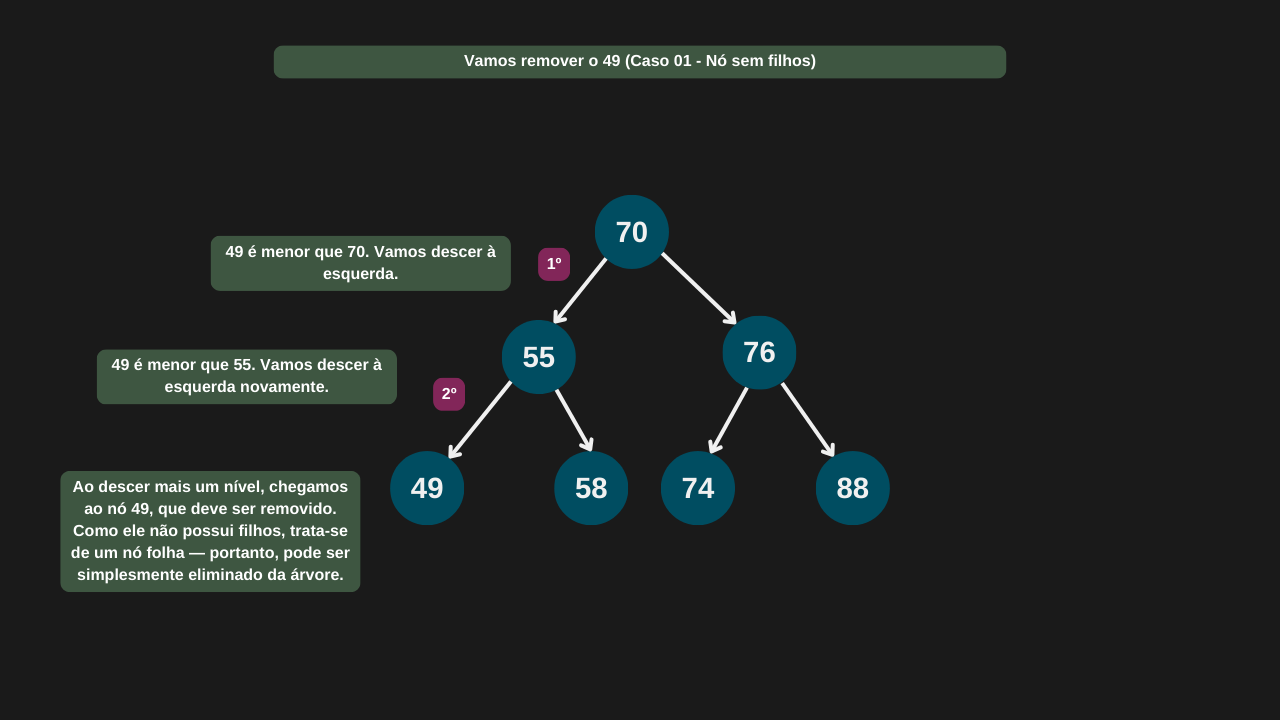 Vamos remover o 49 (Caso 01 - Nó sem filhos)
70
49 é menor que 70. Vamos descer à
esquerda.
1º
55
76
49 é menor que 55. Vamos descer à
esquerda novamente.
2º
49
58
74
88
Ao descer mais um nível, chegamos
ao nó 49, que deve ser removido.
Como ele não possui filhos, trata-se
de um nó folha — portanto, pode ser
simplesmente eliminado da árvore.